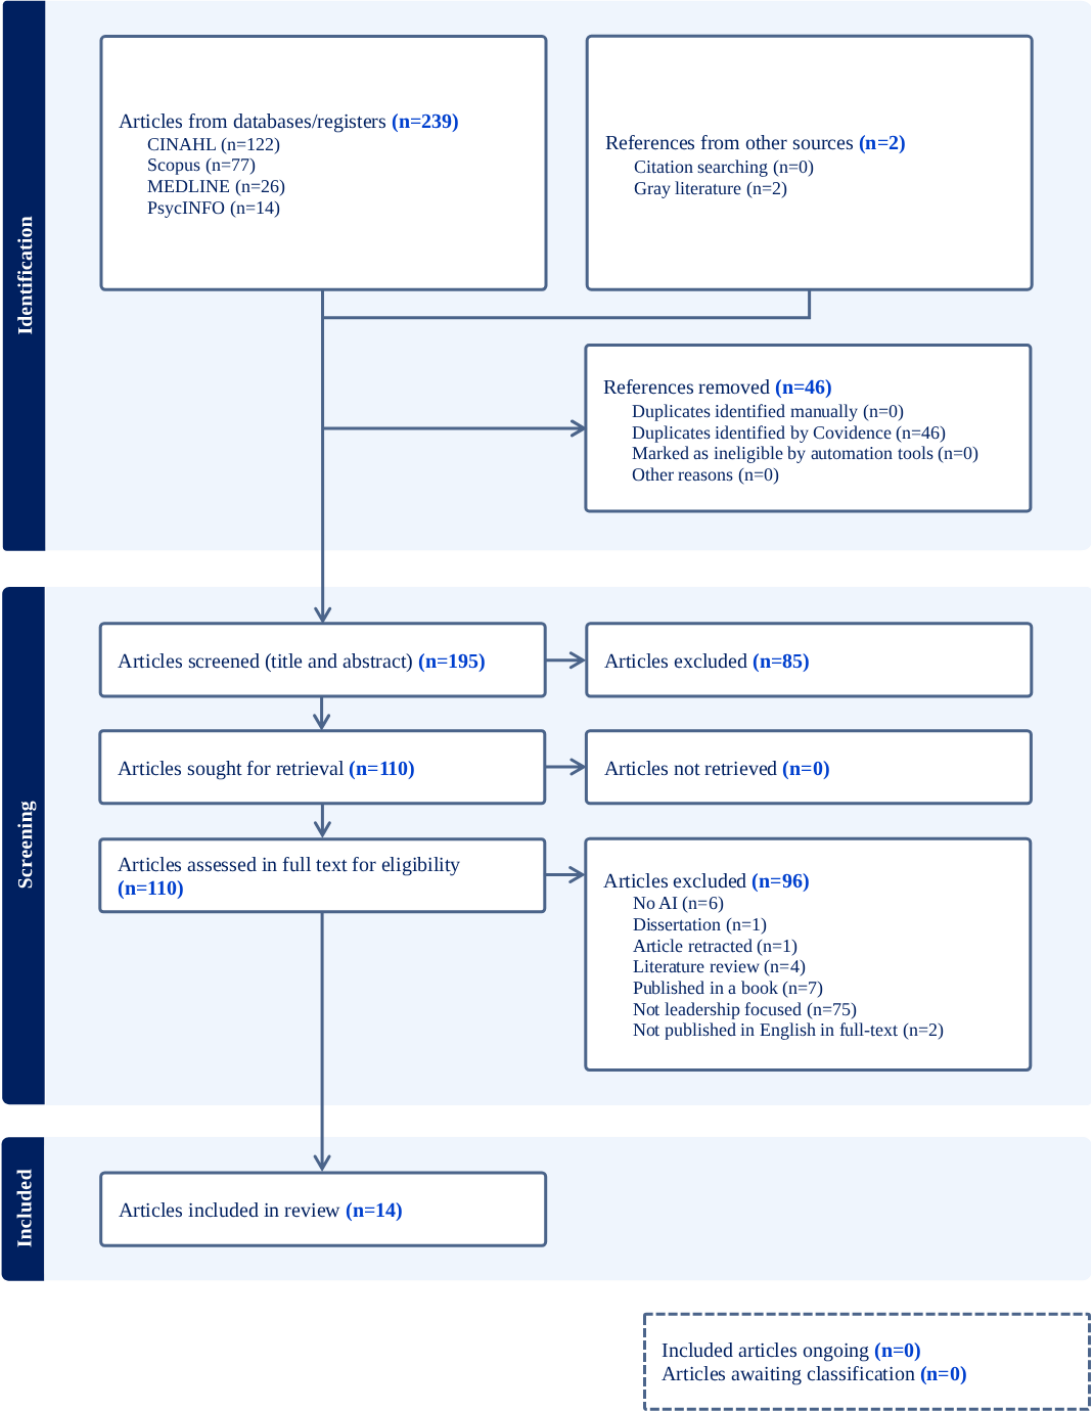 Identification
Articles from databases/registers (n=239)
CINAHL (n=122)
Scopus (n=77)
MEDLINE (n=26)
PsycINFO (n=14)
References from other sources (n=2)
Citation searching (n=0)
Gray literature (n=2)
References removed (n=46)
Duplicates identified manually (n=0)
Duplicates identified by Covidence (n=46)
Marked as ineligible by automation tools (n=0)
Other reasons (n=0)
Screening
Articles screened (title and abstract) (n=195)
Articles excluded (n=85)
Articles sought for retrieval (n=110)
Articles not retrieved (n=0)
Articles assessed in full text for eligibility
(n=110)
Articles excluded (n=96)
No AI (n=6)
Dissertation (n=1)
Article retracted (n=1)
Literature review (n=4)
Published in a book (n=7)
Not leadership focused (n=75)
Not published in English in full-text (n=2)
Included
Articles included in review (n=14)
Included articles ongoing (n=0)
Articles awaiting classification (n=0)